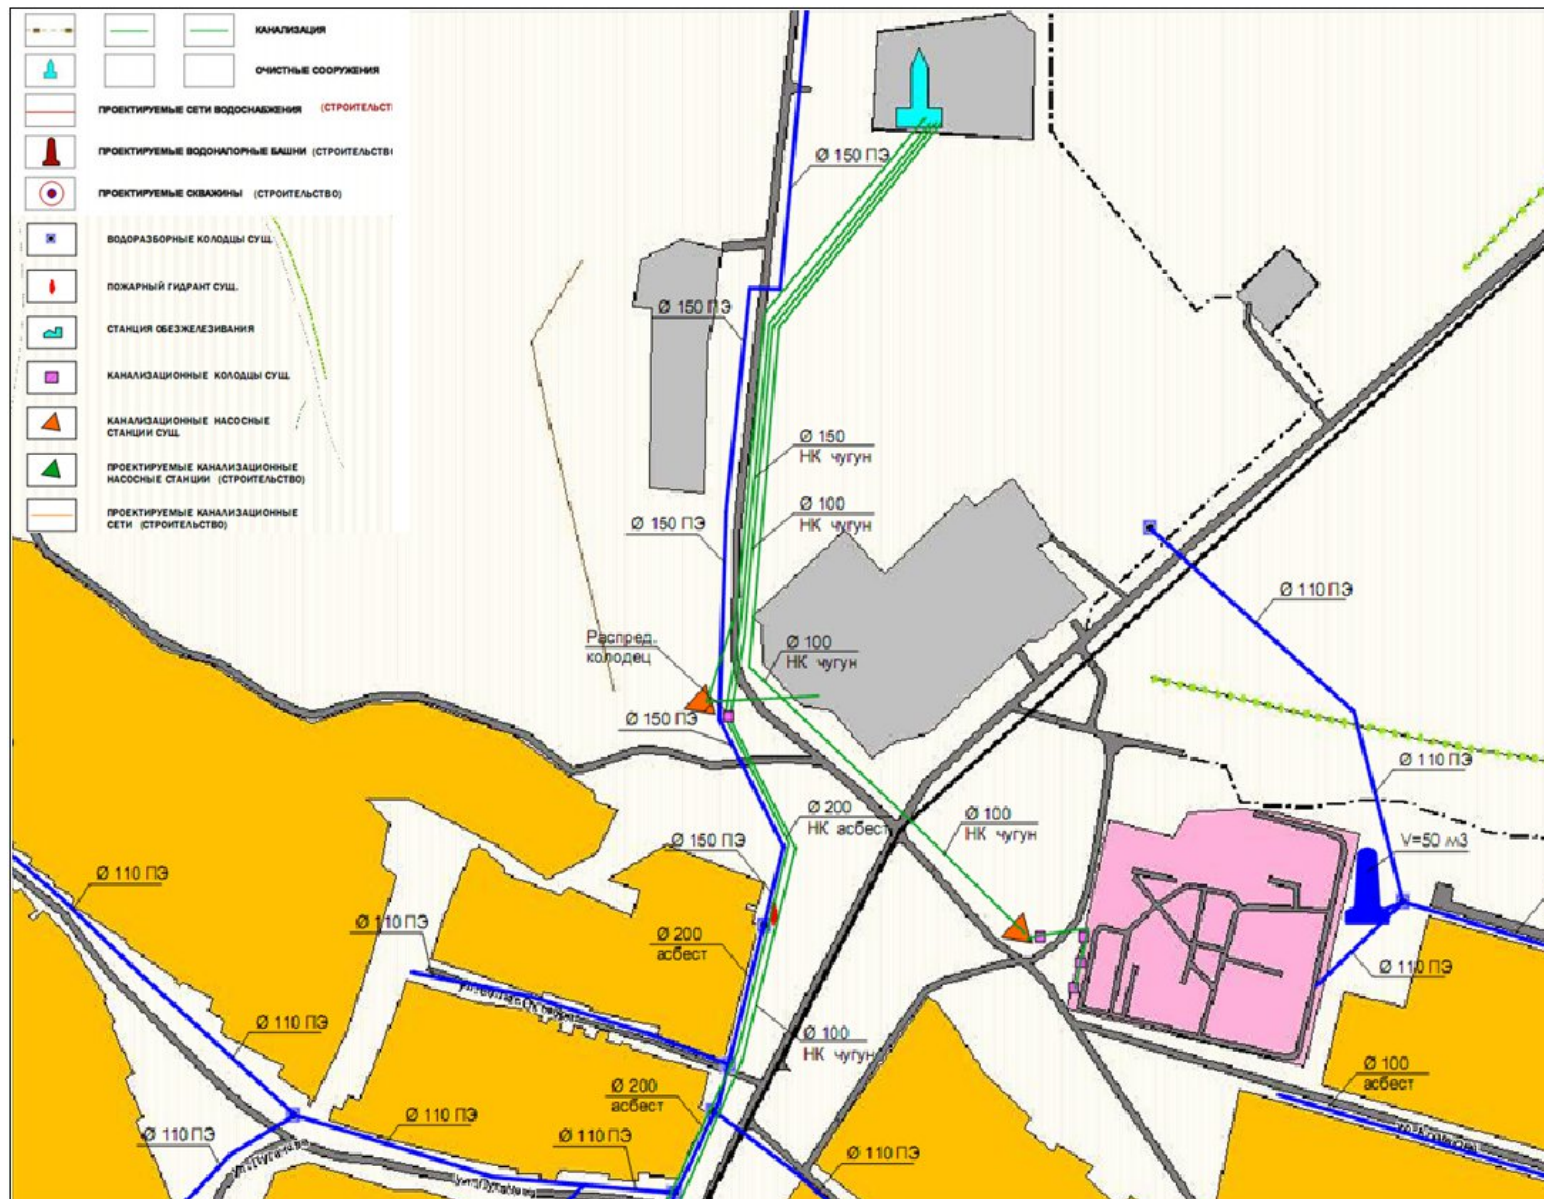 КАНАЛИЗАЦИЯ
ОЧИСТНЫЕ СООРУЖЕНИЯ
ПРОЕКТИРУЕМЫЕ СЕТИ ВОДОСНАБЖЕНИЯ (СТРОИТЕЛЬСТ
ПРОЕКТИРУЕМЫЕ ВОДОНАПОРНЫЕ БАШНИ (СТРОИТЕЛЬСТВ
ПРОЕКТИРУЕМЫЕ СКВАЖИНЫ (СТРОИТЕЛЬСТВО)
ВОДОРАЗБОРНЫЕ КОЛОДЦЫ СУЩ.
ПОЖАРНЫЙ ГИДРАНТ СУЩ.
СТАНЦИЯ ОБЕЗЖЕЛЕЗИВАНИЯ
КАНАЛИЗАЦИОННЫЕ КОЛОДЦЫ СУЩ.
КАНАЛИЗАЦИОННЫЕ НАСОСНЫЕ
СТАНЦИИ СУЩ.
ПРОЕКТИРУЕМЫЕ КАНАЛИЗАЦИОННЫЕ
НАСОСНЫЕ СТАНЦИИ (СТРОИТЕЛЬСТВО)
ПРОЕКТИРУЕМЫЕ КАНАЛИЗАЦИОННЫЕ
СЕТИ (СТРОИТЕЛЬСТВО)
Ø 150 ПЭ
Ø 150 ПЭ
Ø 150
НК чугун
Ø 100
НК чугун
Ø 150 ПЭ
Ø 110 ПЭ
Распред.
колодец
Ø 100
НК чугун
Ø 150 ПЭ
Ø 110 ПЭ
Ø 200
НК асбест
Ø 100
НК чугун
Ø 150 ПЭ
V=50 м3
Ø 110 ПЭ
Ø 110 ПЭ
Ø 200
асбест
Ø 110 ПЭ
Ø 110 ПЭ
Ø 100
НК чугун
Ø 100
асбест
Ø 200
асбест
Ø 110 ПЭ
Ø 110 ПЭ
Ø 110 ПЭ
Ø 110 ПЭ